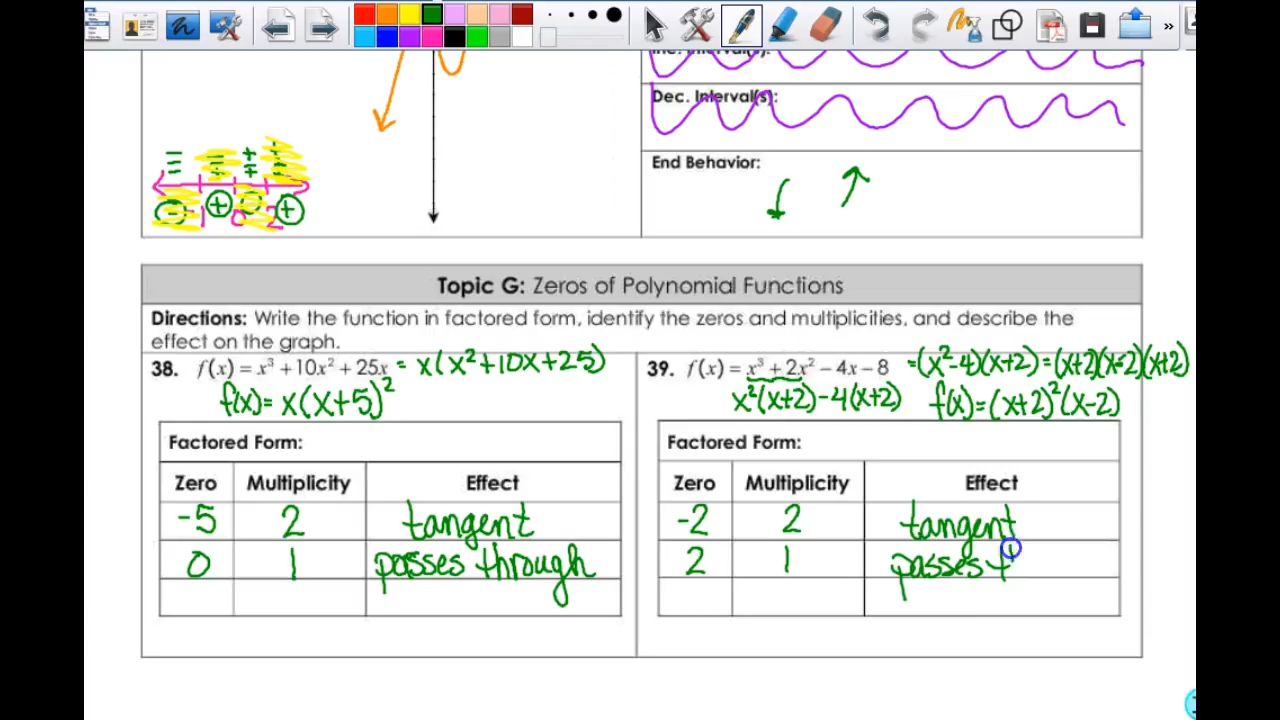 Inc. Interval(s):
Dec. Interval(s):
End Behavior:
= ÷ + +
= = ‡
- + - +
-1 0 2
Topic G: Zeros of Polynomial Functions
Directions: Write the function in factored form, identify the zeros and multiplicities, and describe the
effect on the graph.
38. f(x) = x³ + 10x² + 25x = x(x²+10x+25)
f(x) = x(x+5)²
Factored Form:
Zero Multiplicity Effect
-5 2 tangent
0 1 passes through
39. f(x) = x³ + 2x² − 4x − 8 =(x²-4)(x+2)=(x+2)(x-2)(x+2)
x²(x+2)-4(x+2) f(x)=(x+2)²(x-2)
Factored Form:
Zero Multiplicity Effect
-2 2 tangent
2 1 passes t